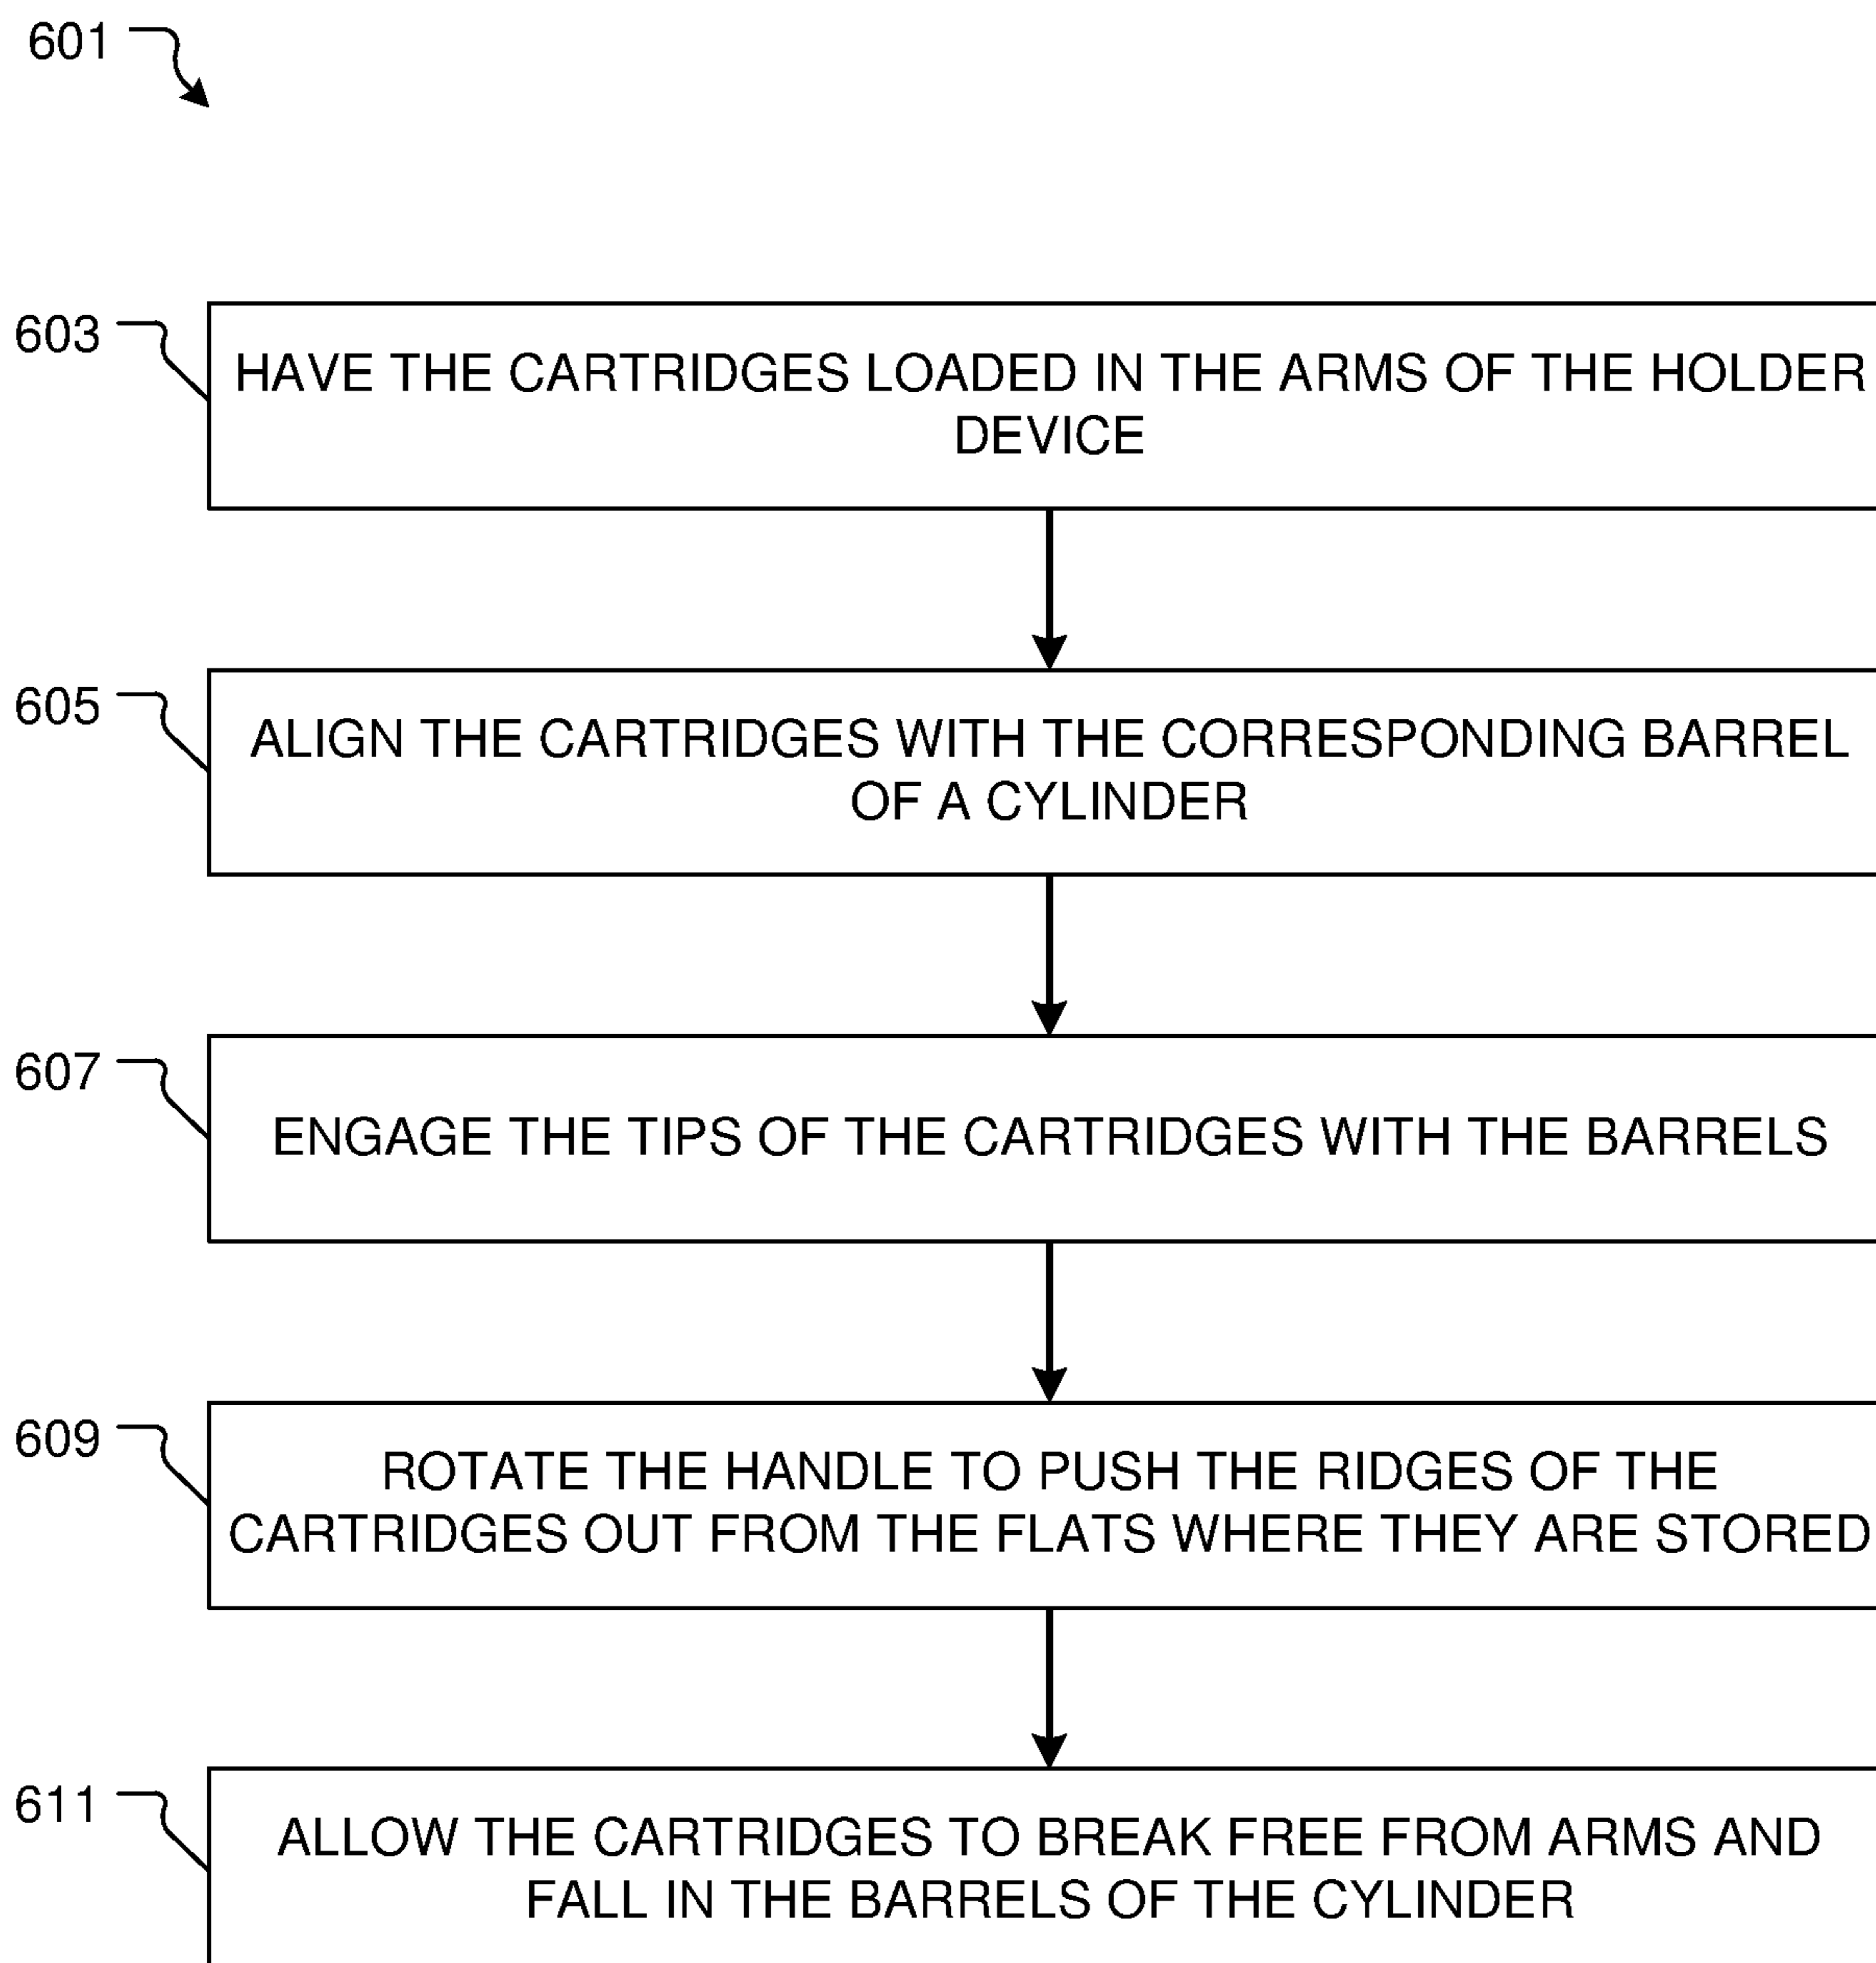 601
603
HAVE THE CARTRIDGES LOADED IN THE ARMS OF THE HOLDER
DEVICE
605
ALIGN THE CARTRIDGES WITH THE CORRESPONDING BARREL
OF A CYLINDER
607
ENGAGE THE TIPS OF THE CARTRIDGES WITH THE BARRELS
609
ROTATE THE HANDLE TO PUSH THE RIDGES OF THE
CARTRIDGES OUT FROM THE FLATS WHERE THEY ARE STORED
611
ALLOW THE CARTRIDGES TO BREAK FREE FROM ARMS AND
FALL IN THE BARRELS OF THE CYLINDER